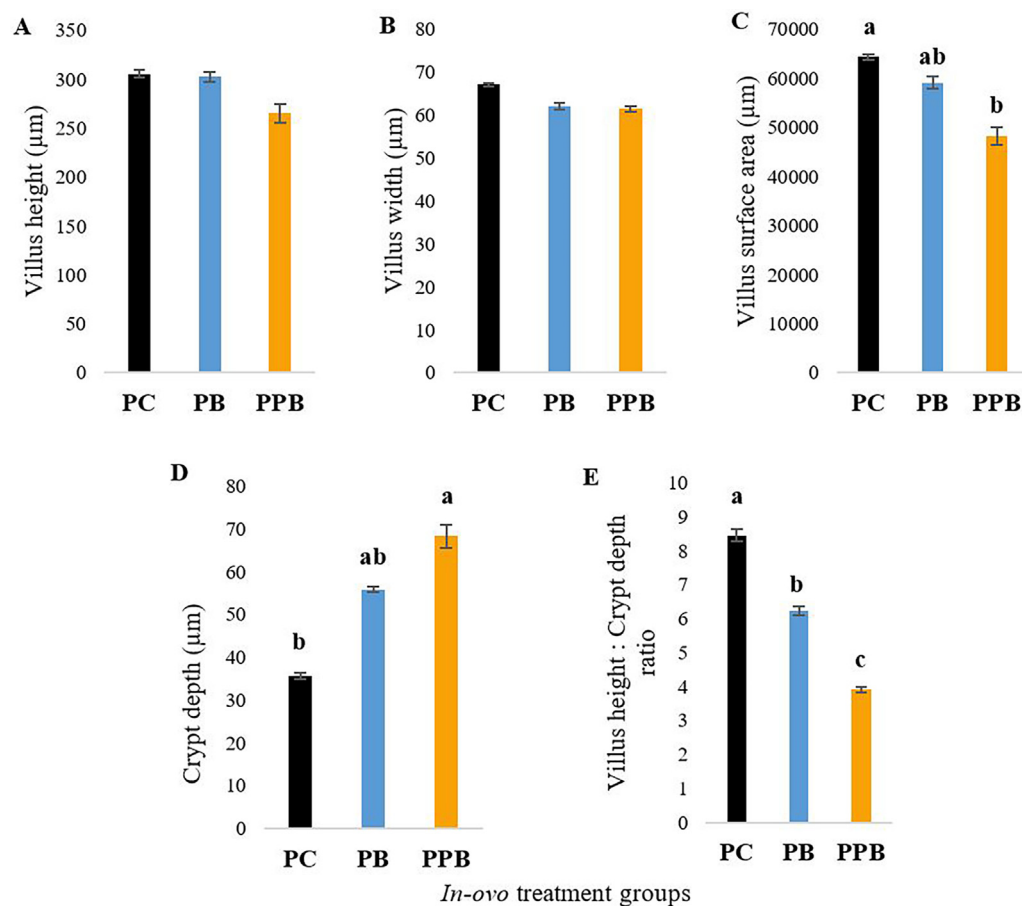 A
Villus height (µm)
350
300
250
200
150
100
50
0
PC PB PPB
B
Villus width (µm)
80
70
60
50
40
30
20
10
0
PC PB PPB
C
Villus surface area (µm)
70000
60000
50000
40000
30000
20000
10000
0
a
ab
b
PC PB PPB
D
Crypt depth (µm)
80
70
60
50
40
30
20
10
0
b
ab
a
PC PB PPB
E
Villus height : Crypt depth
ratio
10
9
8
7
6
5
4
3
2
1
0
a
b
c
PC PB PPB
In-ovo treatment groups